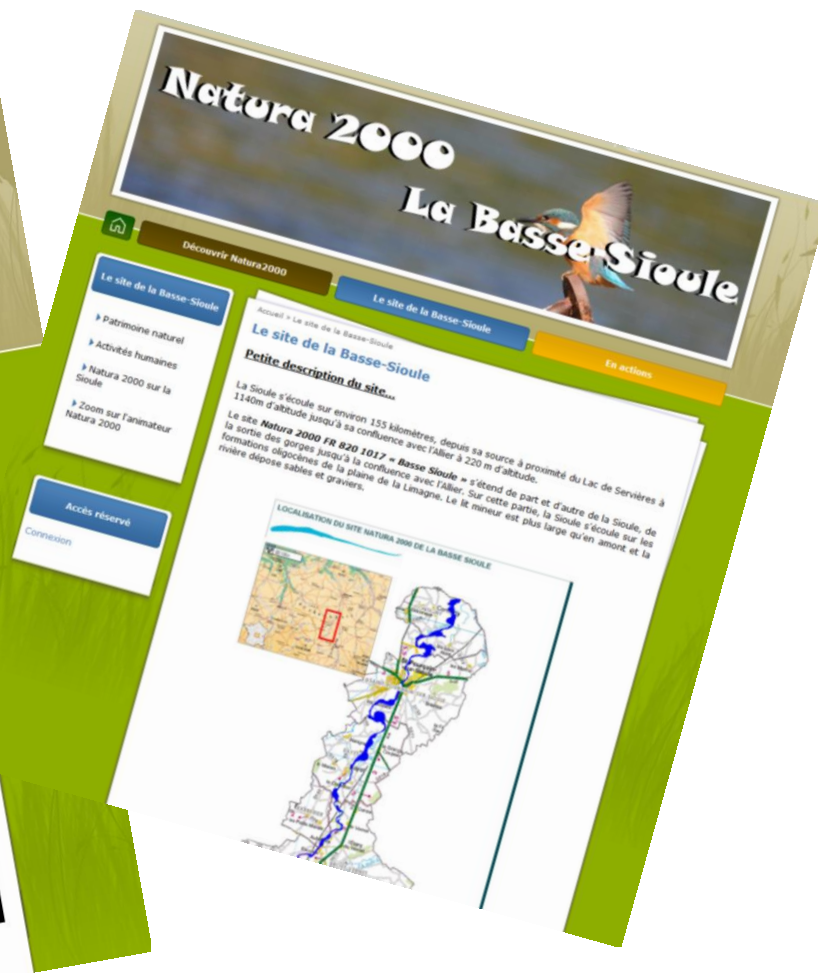 Natura 2000
La Basse-Sioule
Découvrir Natura2000
Le site de la Basse-Sioule
En actions
Le site de la Basse-Sioule
Patrimoine naturel
Activités humaines
Natura 2000 sur la
Sioule
Zoom sur l'animateur
Natura 2000
Accès réservé
Connexion
Accueil > Le site de la Basse-Sioule
Le site de la Basse-Sioule
Petite description du site...
La Sioule s'écoule sur environ 155 kilomètres, depuis sa source à proximité du Lac de Servières à
1140m d'altitude jusqu'à sa confluence avec l'Allier à 220 m d'altitude.
Le site Natura 2000 FR 820 1017 « Basse Sioule » s'étend de part et d'autre de la Sioule, de
la sortie des gorges jusqu'à la confluence avec l'Allier. Sur cette partie, la Sioule s'écoule sur les
formations oligocènes de la plaine de la Limagne. Le lit mineur est plus large qu'en amont et la
rivière dépose sables et graviers.
LOCALISATION DU SITE NATURA 2000 DE LA BASSE SIOULE